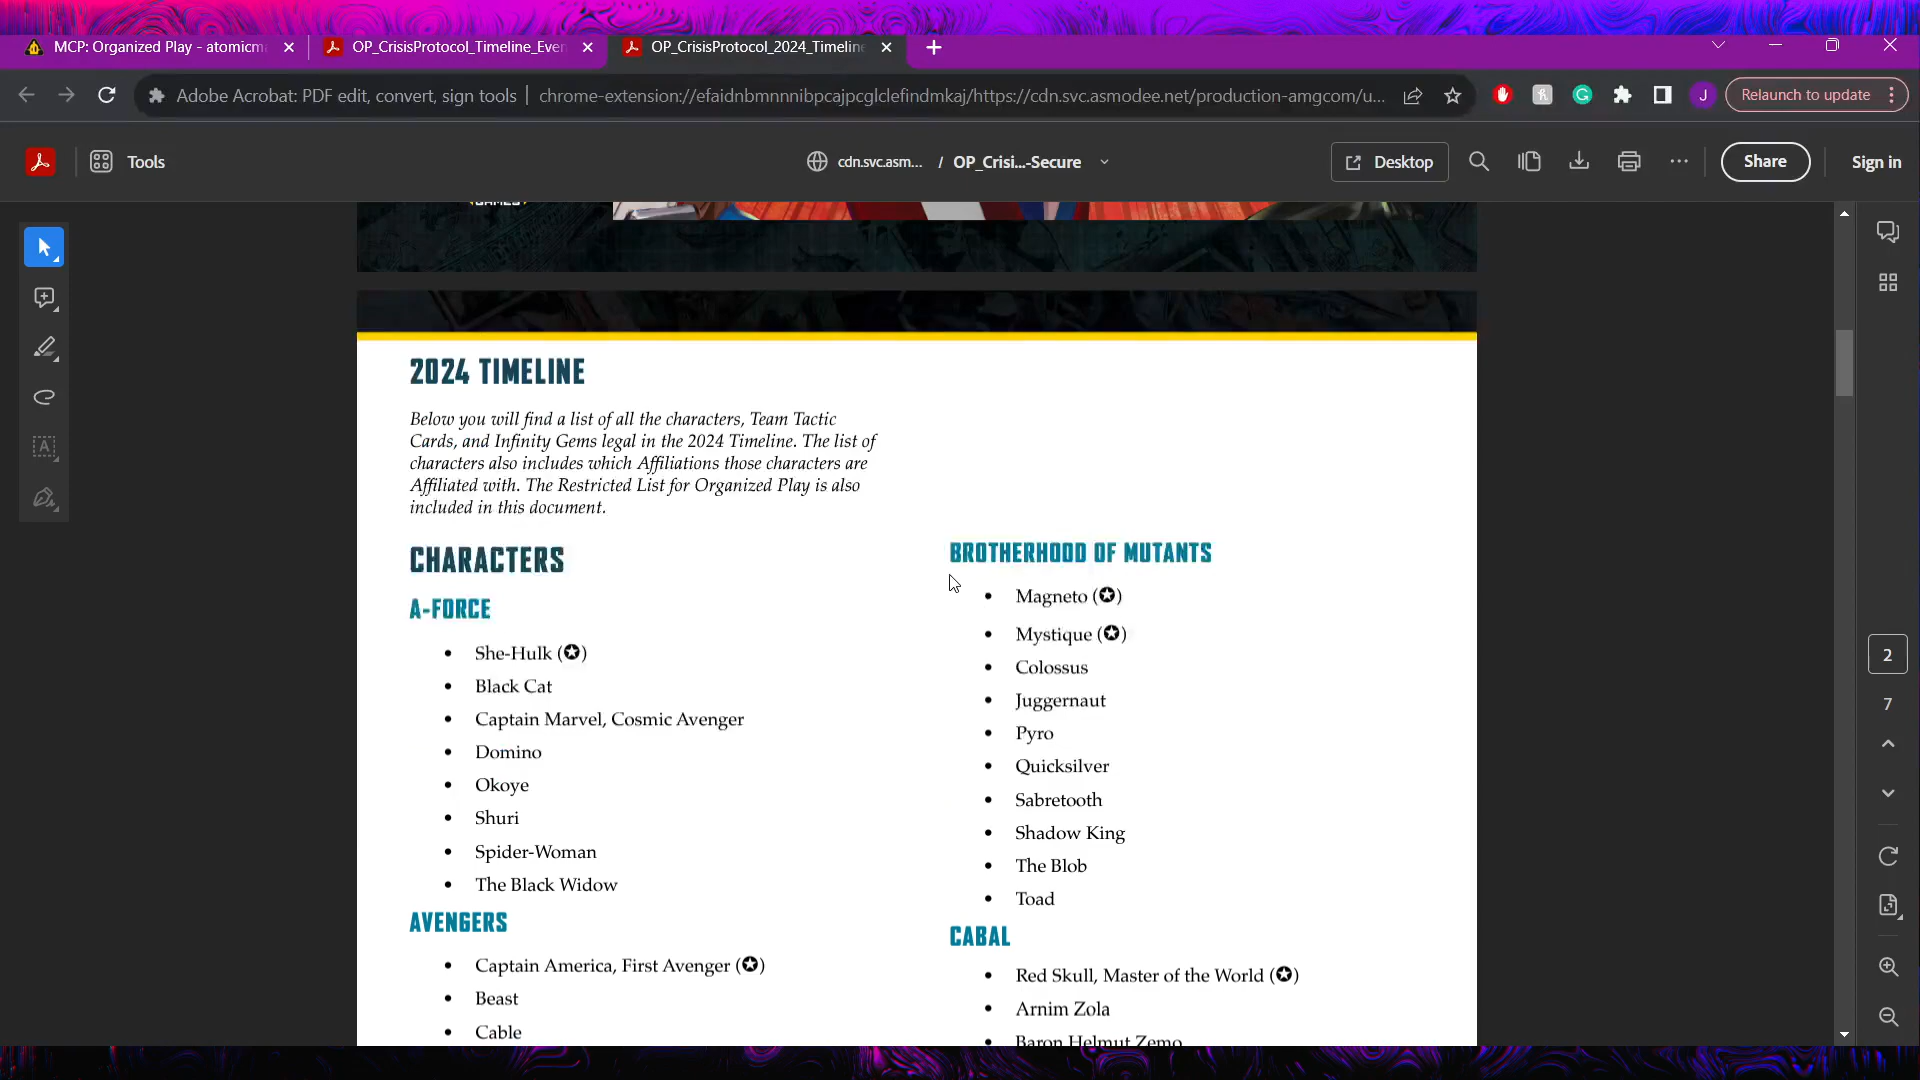 MCP: Organized Play - atomicm
OP_CrisisProtocol_Timeline_Even
OP_CrisisProtocol_2024_Timeline
Adobe Acrobat: PDF edit, convert, sign tools
chrome-extension://efaidnbmnnnibpcajpcglclefindmkaj/https://cdn.svc.asmodee.net/production-amgcom/u...
J
Relaunch to update
Tools
cdn.svc.asm... / OP_Crisi...-Secure
Desktop
Share
Sign in
2024 TIMELINE
Below you will find a list of all the characters, Team Tactic
Cards, and Infinity Gems legal in the 2024 Timeline. The list of
characters also includes which Affiliations those characters are
Affiliated with. The Restricted List for Organized Play is also
included in this document.
CHARACTERS
A-FORCE
• She-Hulk (✪)
• Black Cat
• Captain Marvel, Cosmic Avenger
• Domino
• Okoye
• Shuri
• Spider-Woman
• The Black Widow
AVENGERS
• Captain America, First Avenger (✪)
• Beast
• Cable
BROTHERHOOD OF MUTANTS
• Magneto (✪)
• Mystique (✪)
• Colossus
• Juggernaut
• Pyro
• Quicksilver
• Sabretooth
• Shadow King
• The Blob
• Toad
CABAL
• Red Skull, Master of the World (✪)
• Arnim Zola
• Baron Helmut Zemo
2
7